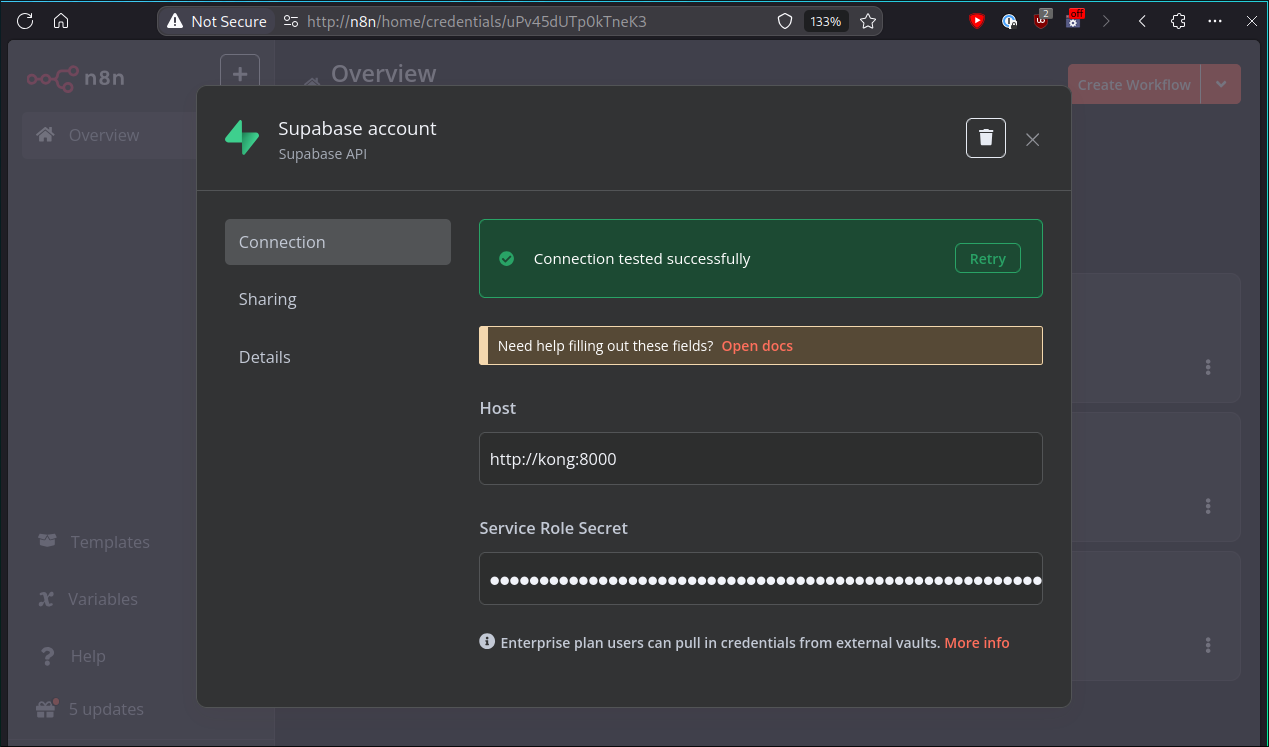 Not Secure
http://n8n/home/credentials/uPv45dUTp0kTneK3
133%
2
off
n8n
Overview
Create Workflow
Overview
Supabase account
Supabase API
Connection
Sharing
Details
Connection tested successfully
Retry
Need help filling out these fields? Open docs
Host
http://kong:8000
Service Role Secret
Enterprise plan users can pull in credentials from external vaults. More info
Templates
Variables
Help
5 updates